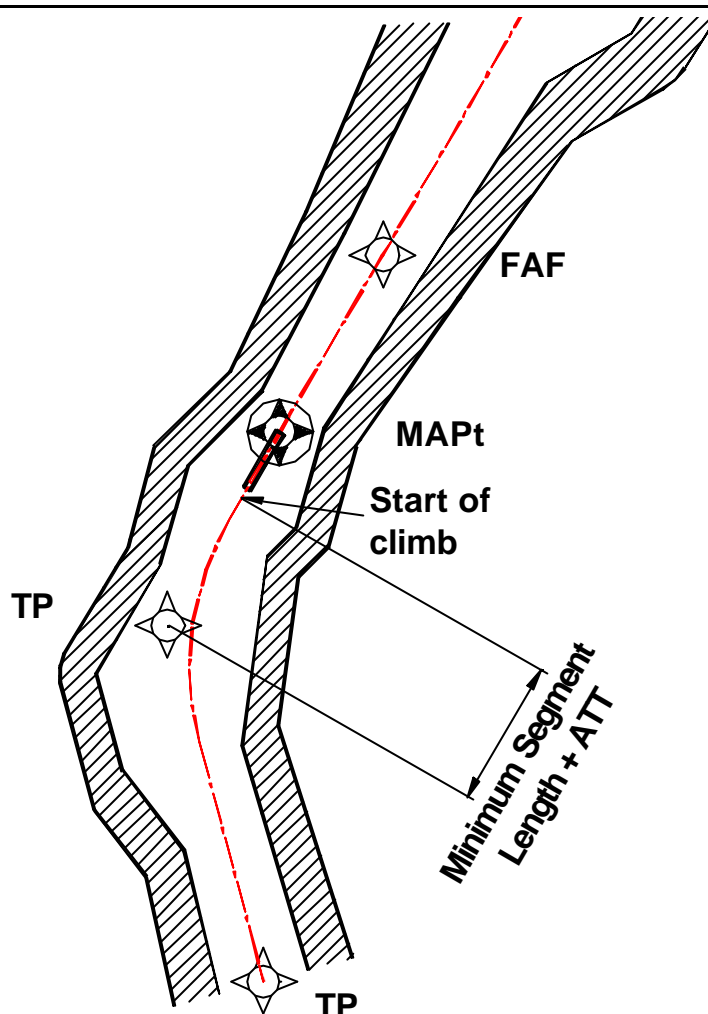 FAF
MAPt
Start of
climb
TP
Minimum Segment
Length + ATT
TP